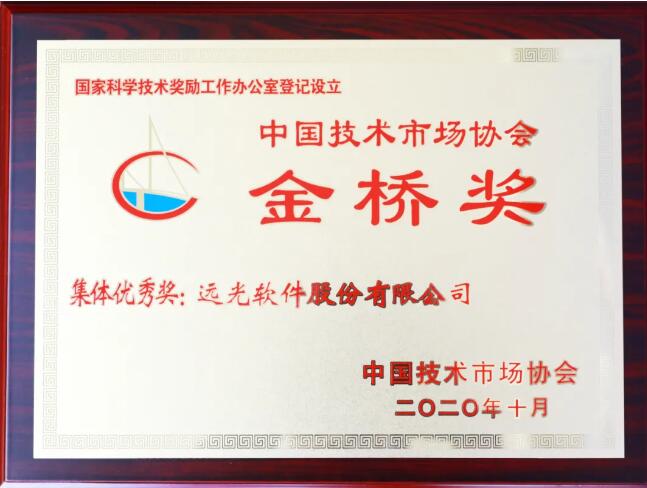 国家科学技术奖励工作办公室登记设立
中国技术市场协会
金桥奖
集体优秀奖：远光软件股份有限公司
中国技术市场协会
二〇二〇年十月